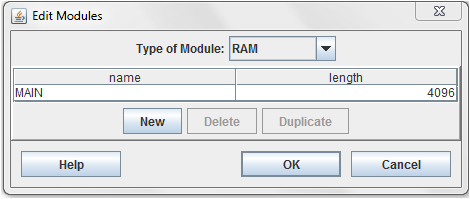 Edit Modules
Type of Module: RAM
name length
MAIN 4096
New Delete Duplicate
Help OK Cancel